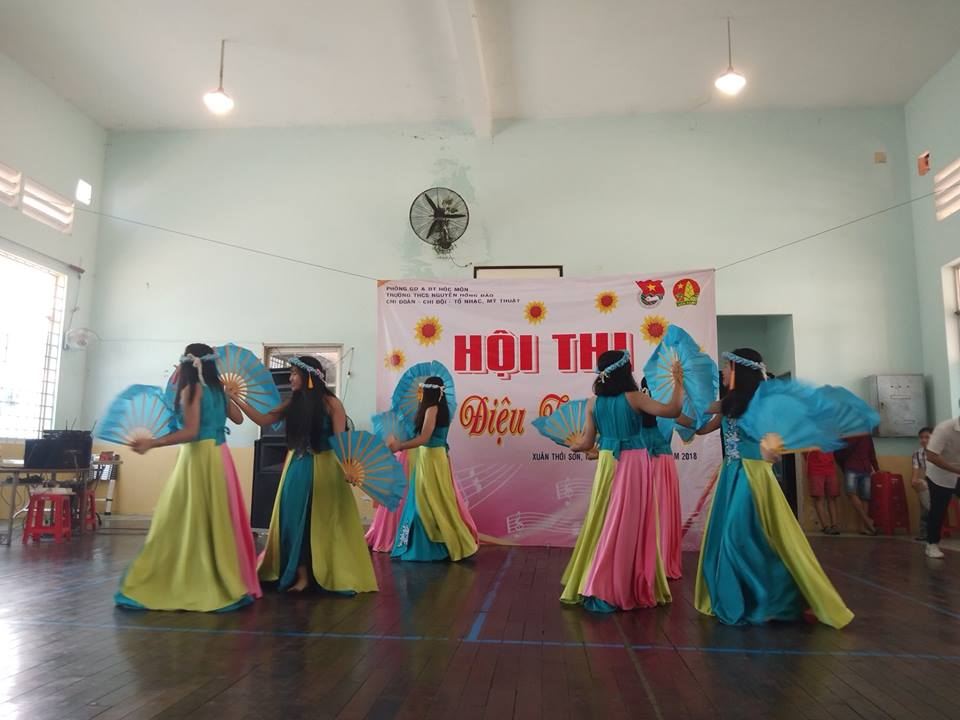 PHÒNG GD & ĐT HÓC MÔN
TRƯỜNG THCS NGUYỄN HỒNG ĐÀO
CHI ĐOÀN - CHI ĐỘI - TỔ NHẠC, MỸ THUẬT
HỘI THI
Điệu
XUÂN THỚI SƠN, 2018